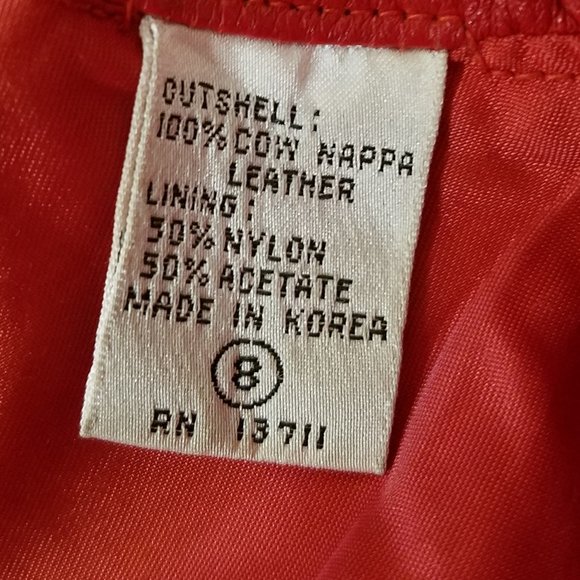 OUTSHELL:
100% COW NAPPA
LEATHER
LINING:
50% NYLON
50% ACETATE
MADE IN KOREA
8
RN 13711